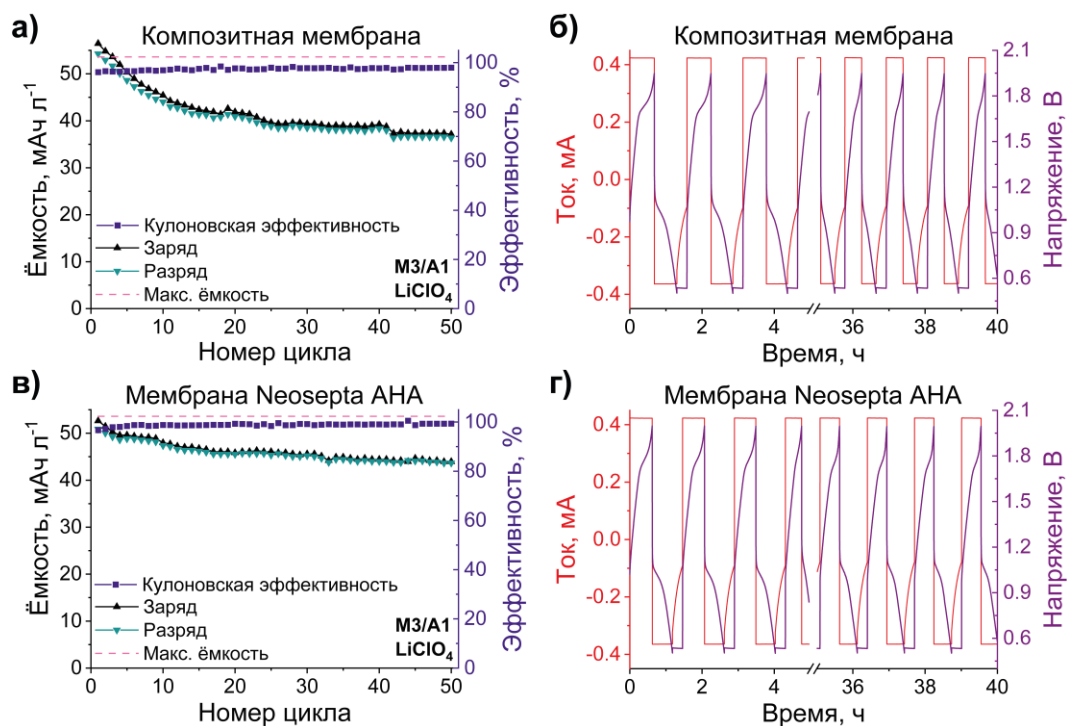 а)
Композитная мембрана
Ёмкость, мАч л⁻¹
50
40
30
50
10
0
0
10
20
30
40
50
Номер цикла
100
80
60
40
20
0
Эффективность, %
Кулоновская эффективность
Заряд
Разряд
Макс. ёмкость
M3/A1
LiClO₄
б)
Композитная мембрана
Ток, мА
0.4
0.2
0.0
-0.2
-0.4
0
2
4
36
38
40
Время, ч
2.1
1.8
1.5
1.2
0.9
0.6
Напряжение, В
в)
Мембрана Neosepta AHA
Ёмкость, мАч л⁻¹
50
40
30
50
10
0
0
10
20
30
40
50
Номер цикла
100
80
60
40
20
0
Эффективность, %
Кулоновская эффективность
Заряд
Разряд
Макс. ёмкость
M3/A1
LiClO₄
г)
Мембрана Neosepta AHA
Ток, мА
0.4
0.2
0.0
-0.2
-0.4
0
2
4
36
38
40
Время, ч
2.1
1.8
1.5
1.2
0.9
0.6
Напряжение, В